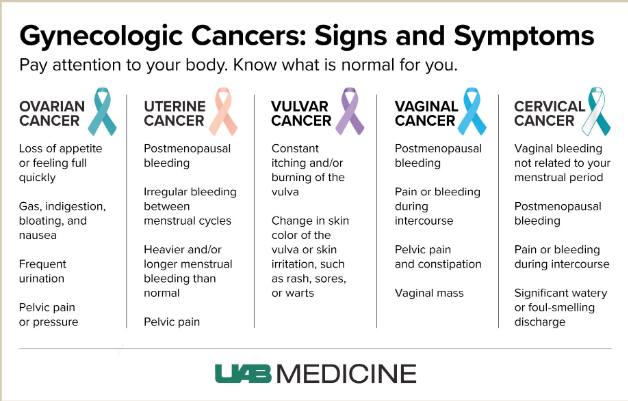 Gynecologic Cancers: Signs and Symptoms
Pay attention to your body. Know what is normal for you.
OVARIAN
CANCER
Loss of appetite
or feeling full
quickly
Gas, indigestion,
bloating, and
nausea
Frequent
urination
Pelvic pain
or pressure
UTERINE
CANCER
Postmenopausal
bleeding
Irregular bleeding
between
menstrual cycles
Heavier and/or
longer menstrual
bleeding than
normal
Pelvic pain
VULVAR
CANCER
Constant
itching and/or
burning of the
vulva
Change in skin
color of the
vulva or skin
irritation, such
as rash, sores,
or warts
VAGINAL
CANCER
Postmenopausal
bleeding
Pain or bleeding
during
intercourse
Pelvic pain
and constipation
Vaginal mass
CERVICAL
CANCER
Vaginal bleeding
not related to your
menstrual period
Postmenopausal
bleeding
Pain or bleeding
during intercourse
Significant watery
or foul-smelling
discharge
UAB MEDICINE